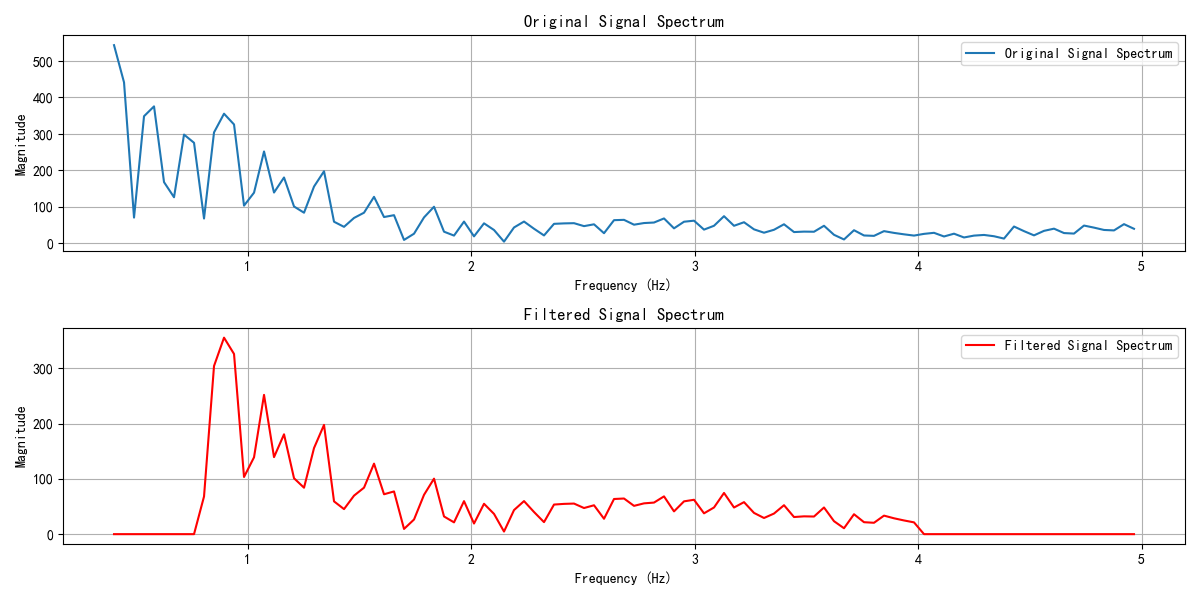 Original Signal Spectrum
Original Signal Spectrum
500
400
300
200
100
0
Magnitude
1 2 3 4 5
Frequency (Hz)
Filtered Signal Spectrum
Filtered Signal Spectrum
300
200
100
0
Magnitude
1 2 3 4 5
Frequency (Hz)